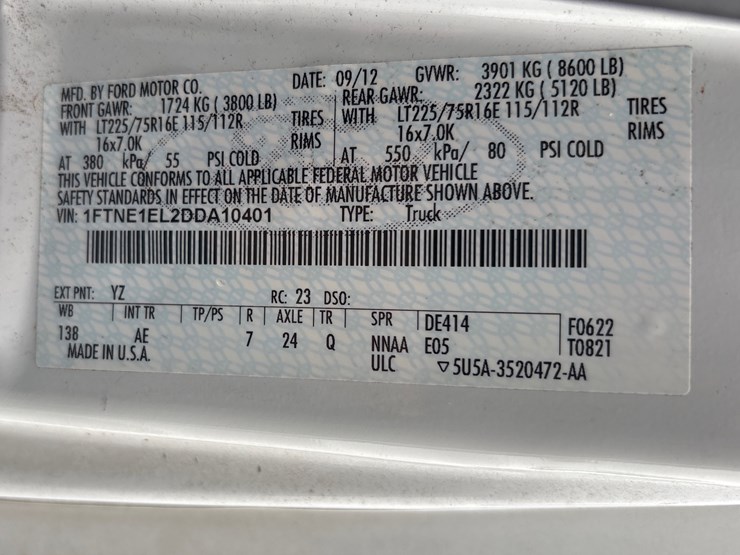 MFD. BY FORD MOTOR CO. DATE: 09/12 GVWR: 3901 KG ( 8600 LB)
FRONT GAWR: 1724 KG ( 3800 LB) REAR GAWR: 2322 KG ( 5120 LB)
WITH LT225/75R16E 115/112R TIRES WITH LT225/75R16E 115/112R TIRES
16x7.0K RIMS 16x7.0K RIMS
AT 380 kPa/ 55 PSI COLD AT 550 kPa/ 80 PSI COLD
THIS VEHICLE CONFORMS TO ALL APPLICABLE FEDERAL MOTOR VEHICLE
SAFETY STANDARDS IN EFFECT ON THE DATE OF MANUFACTURE SHOWN ABOVE.
VIN: 1FTNE1EL2DDA10401 TYPE: Truck
EXT PNT: YZ RC: 23 DSO:
WB INT TR TP/PS R AXLE TR SPR DE414 F0622
138 AE 7 24 Q NNAA E05 T0821
MADE IN U.S.A. ULC ▽5U5A-3520472-AA